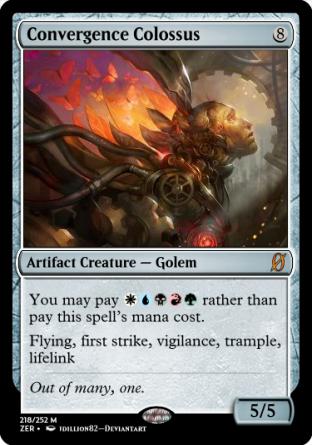 Convergence Colossus 8
Artifact Creature — Golem
You may pay rather than
pay this spell's mana cost.
Flying, first strike, vigilance, trample,
lifelink
Out of many, one.
5/5
218/252 M
ZER • JDILLION82–DEVIANTART